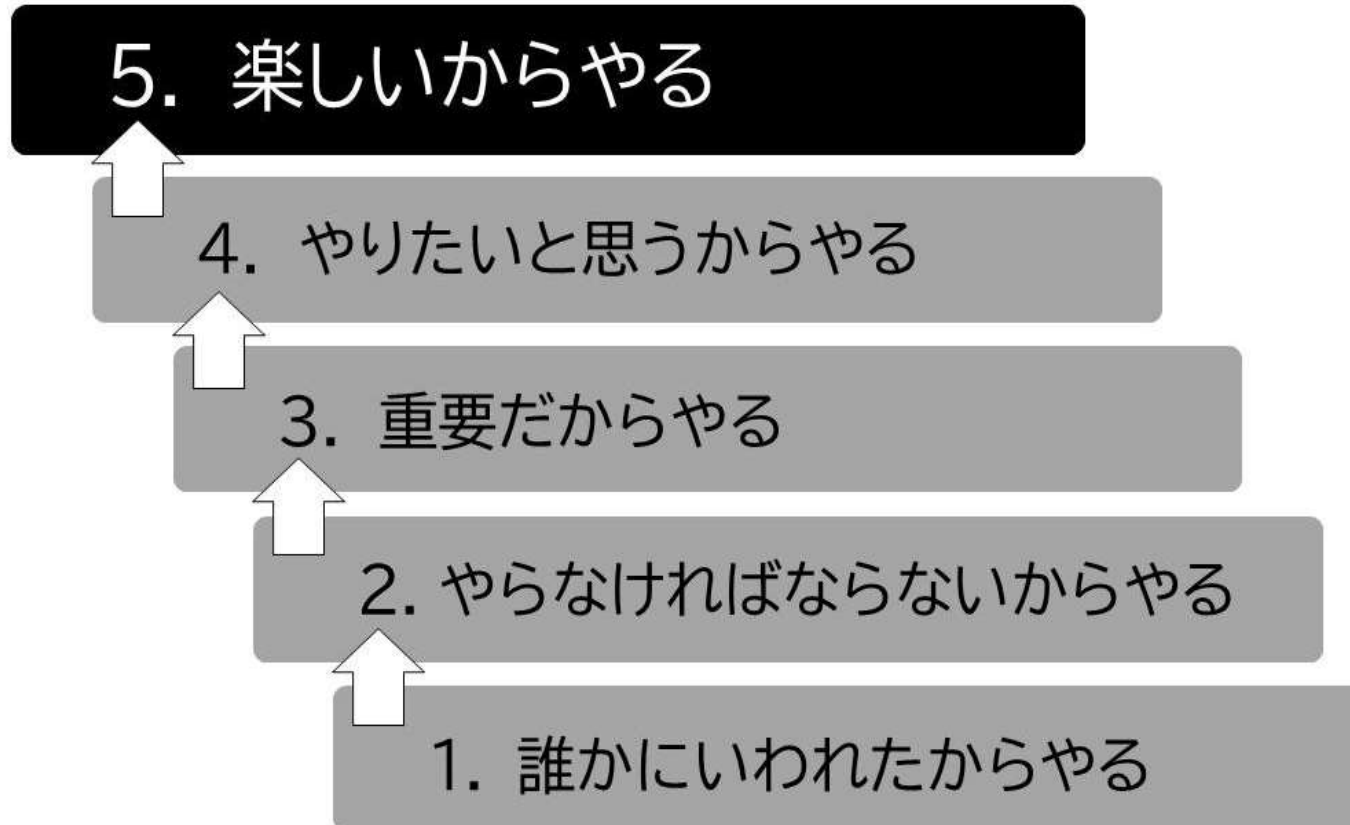 5. 楽しいからやる
4. やりたいと思うからやる
3. 重要だからやる
2. やらなければならないからやる
1. 誰かにいわれたからやる